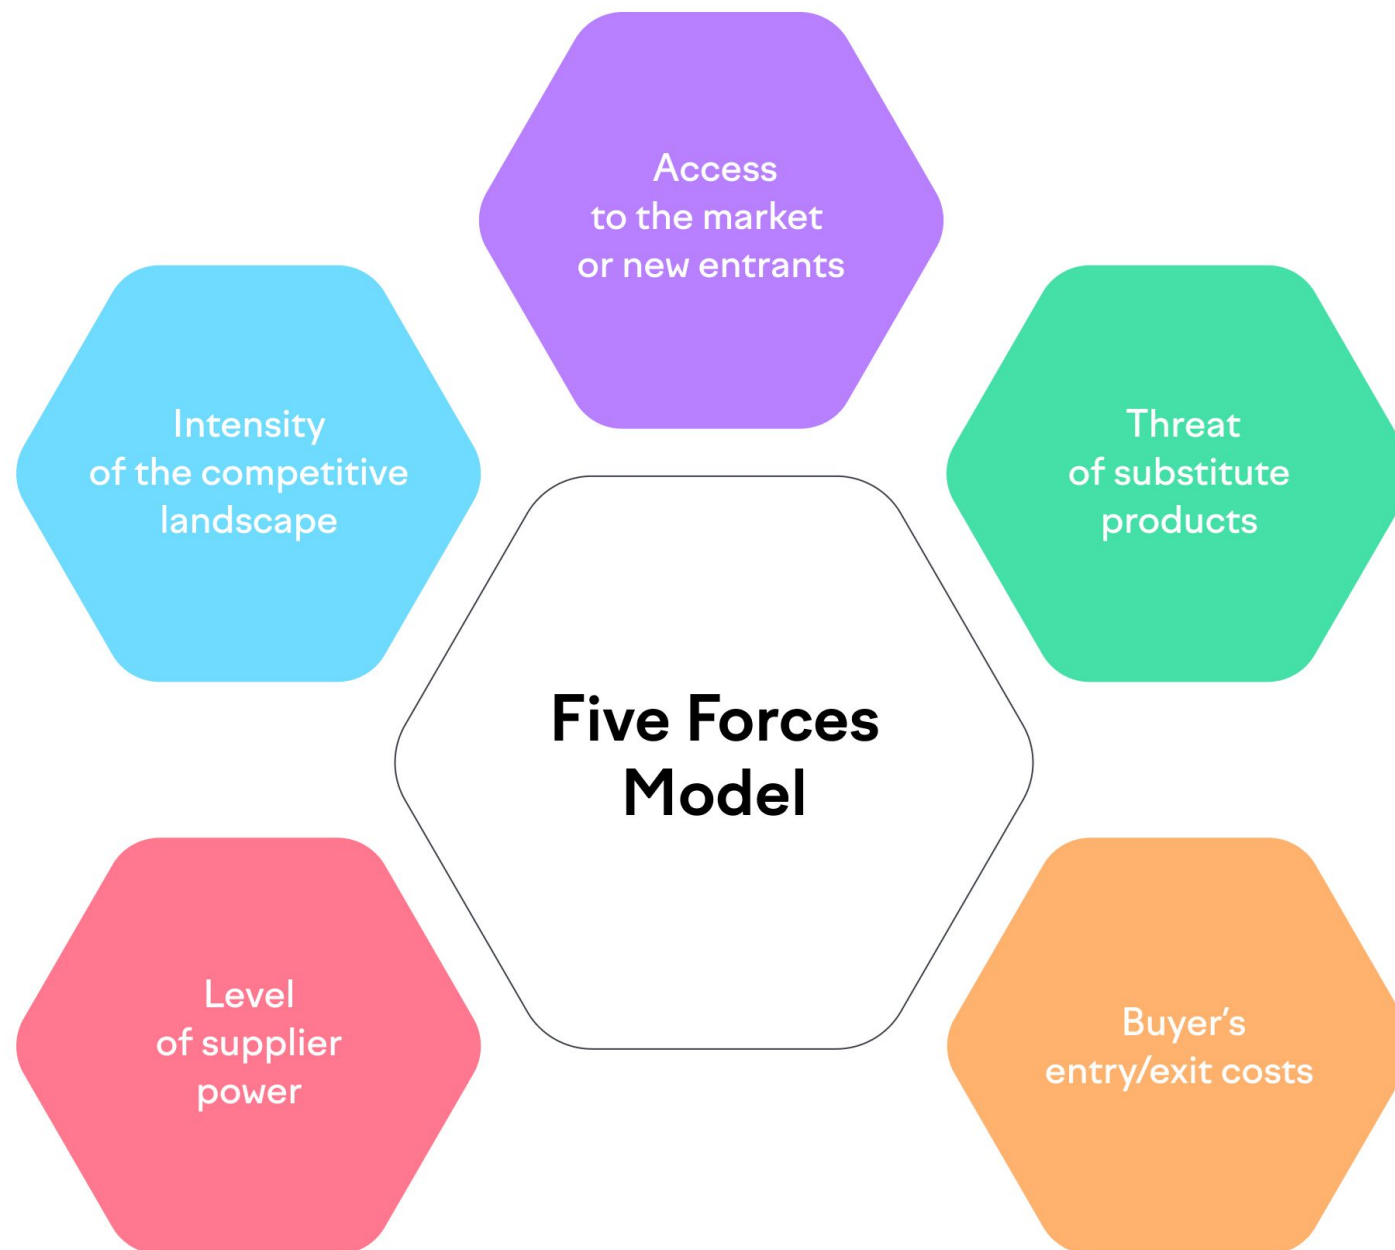 Access
to the market
or new entrants
Intensity
of the competitive
landscape
Threat
of substitute
products
Five Forces
Model
Level
of supplier
power
Buyer’s
entry/exit costs